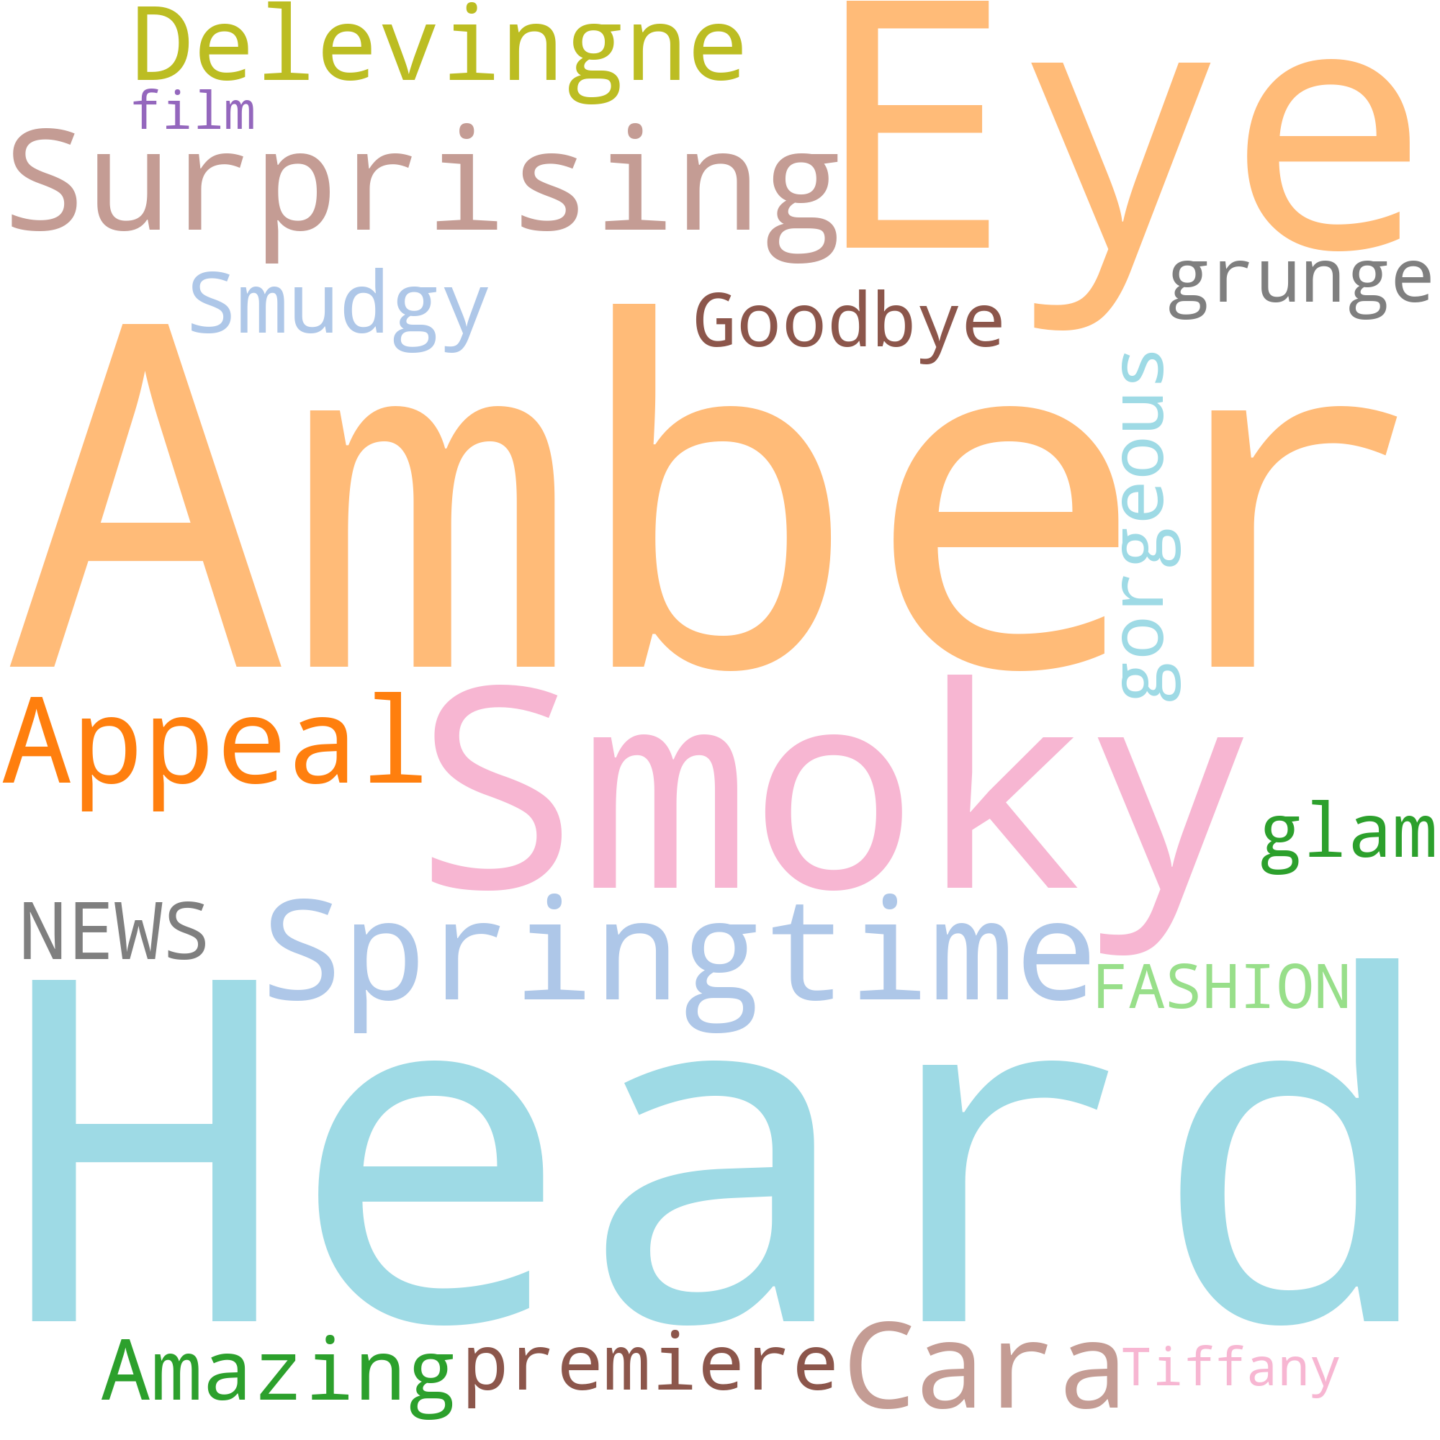 Delevingne
Eye
film
Surprising
grunge
Smudgy
Goodbye
Amber
gorgeous
Appeal
Smoky
glam
NEWS
Springtime
FASHION
Heard
Amazing
premiere
Cara
Tiffany